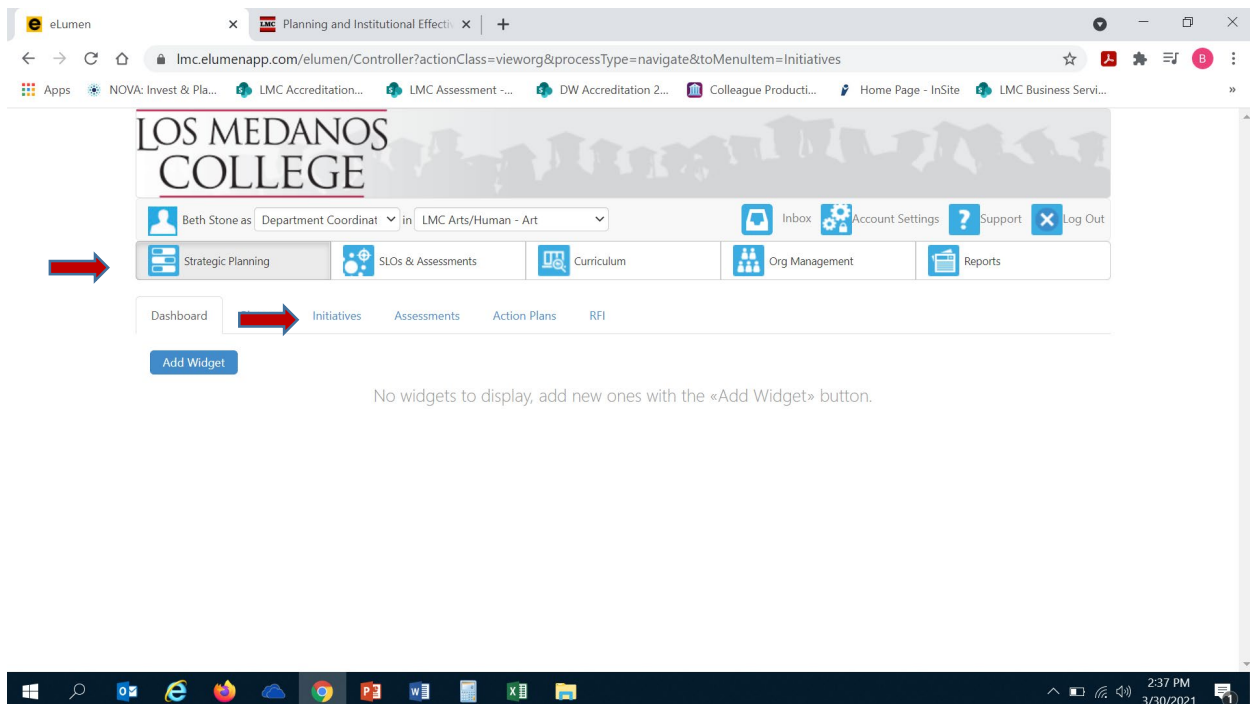 eLumen
LMC Planning and Institutional Effectiv
lmc.elumenapp.com/elumen/Controller?actionClass=vieworg&processType=navigate&toMenuItem=Initiatives
B
Apps NOVA: Invest & Pla... LMC Accreditation... LMC Assessment -... DW Accreditation 2... Colleague Producti... Home Page - InSite LMC Business Servi... »
LOS MEDANOS
COLLEGE
Beth Stone as Department Coordinat in LMC Arts/Human - Art Inbox Account Settings Support Log Out
Strategic Planning SLOs & Assessments Curriculum Org Management Reports
Dashboard Initiatives Assessments Action Plans RFI
Add Widget
No widgets to display, add new ones with the «Add Widget» button.
2:37 PM
3/30/2021
1